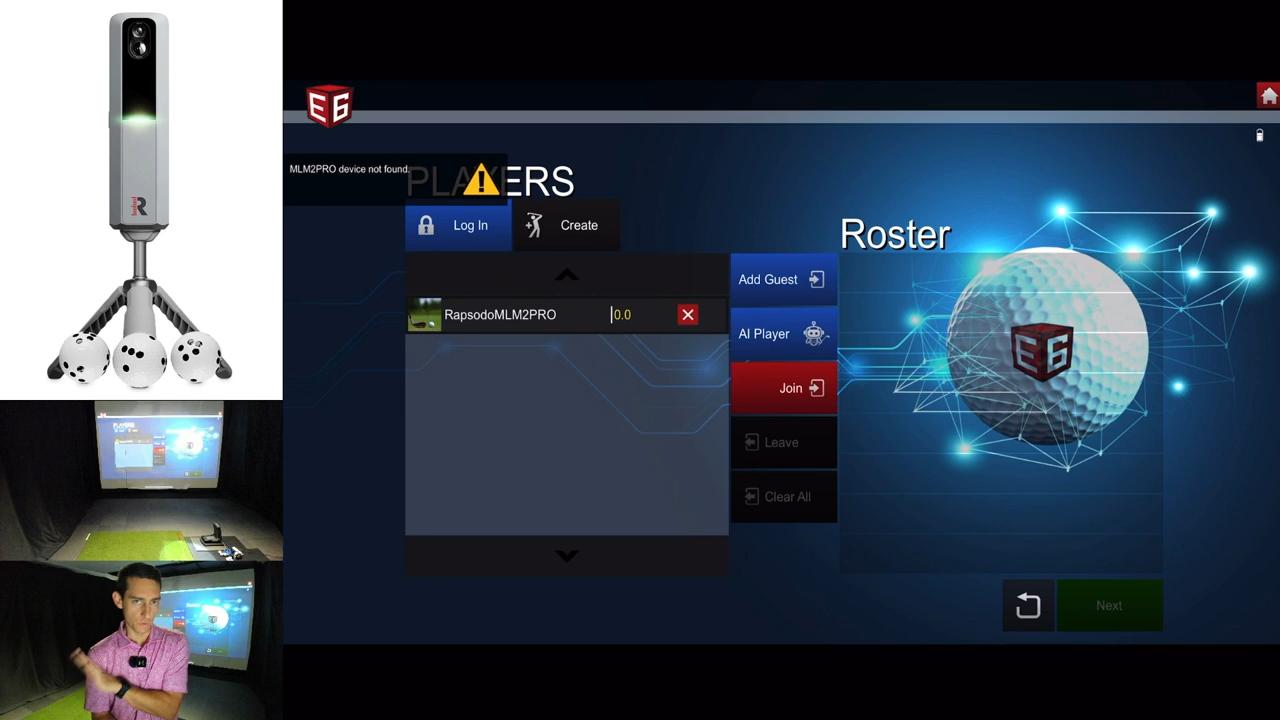 E6
MLM2PRO device not found.
PLAYERS
Log In
Create
Roster
Add Guest
RapsodoMLM2PRO
0.0
AI Player
E6
Join
Leave
Clear All
Next